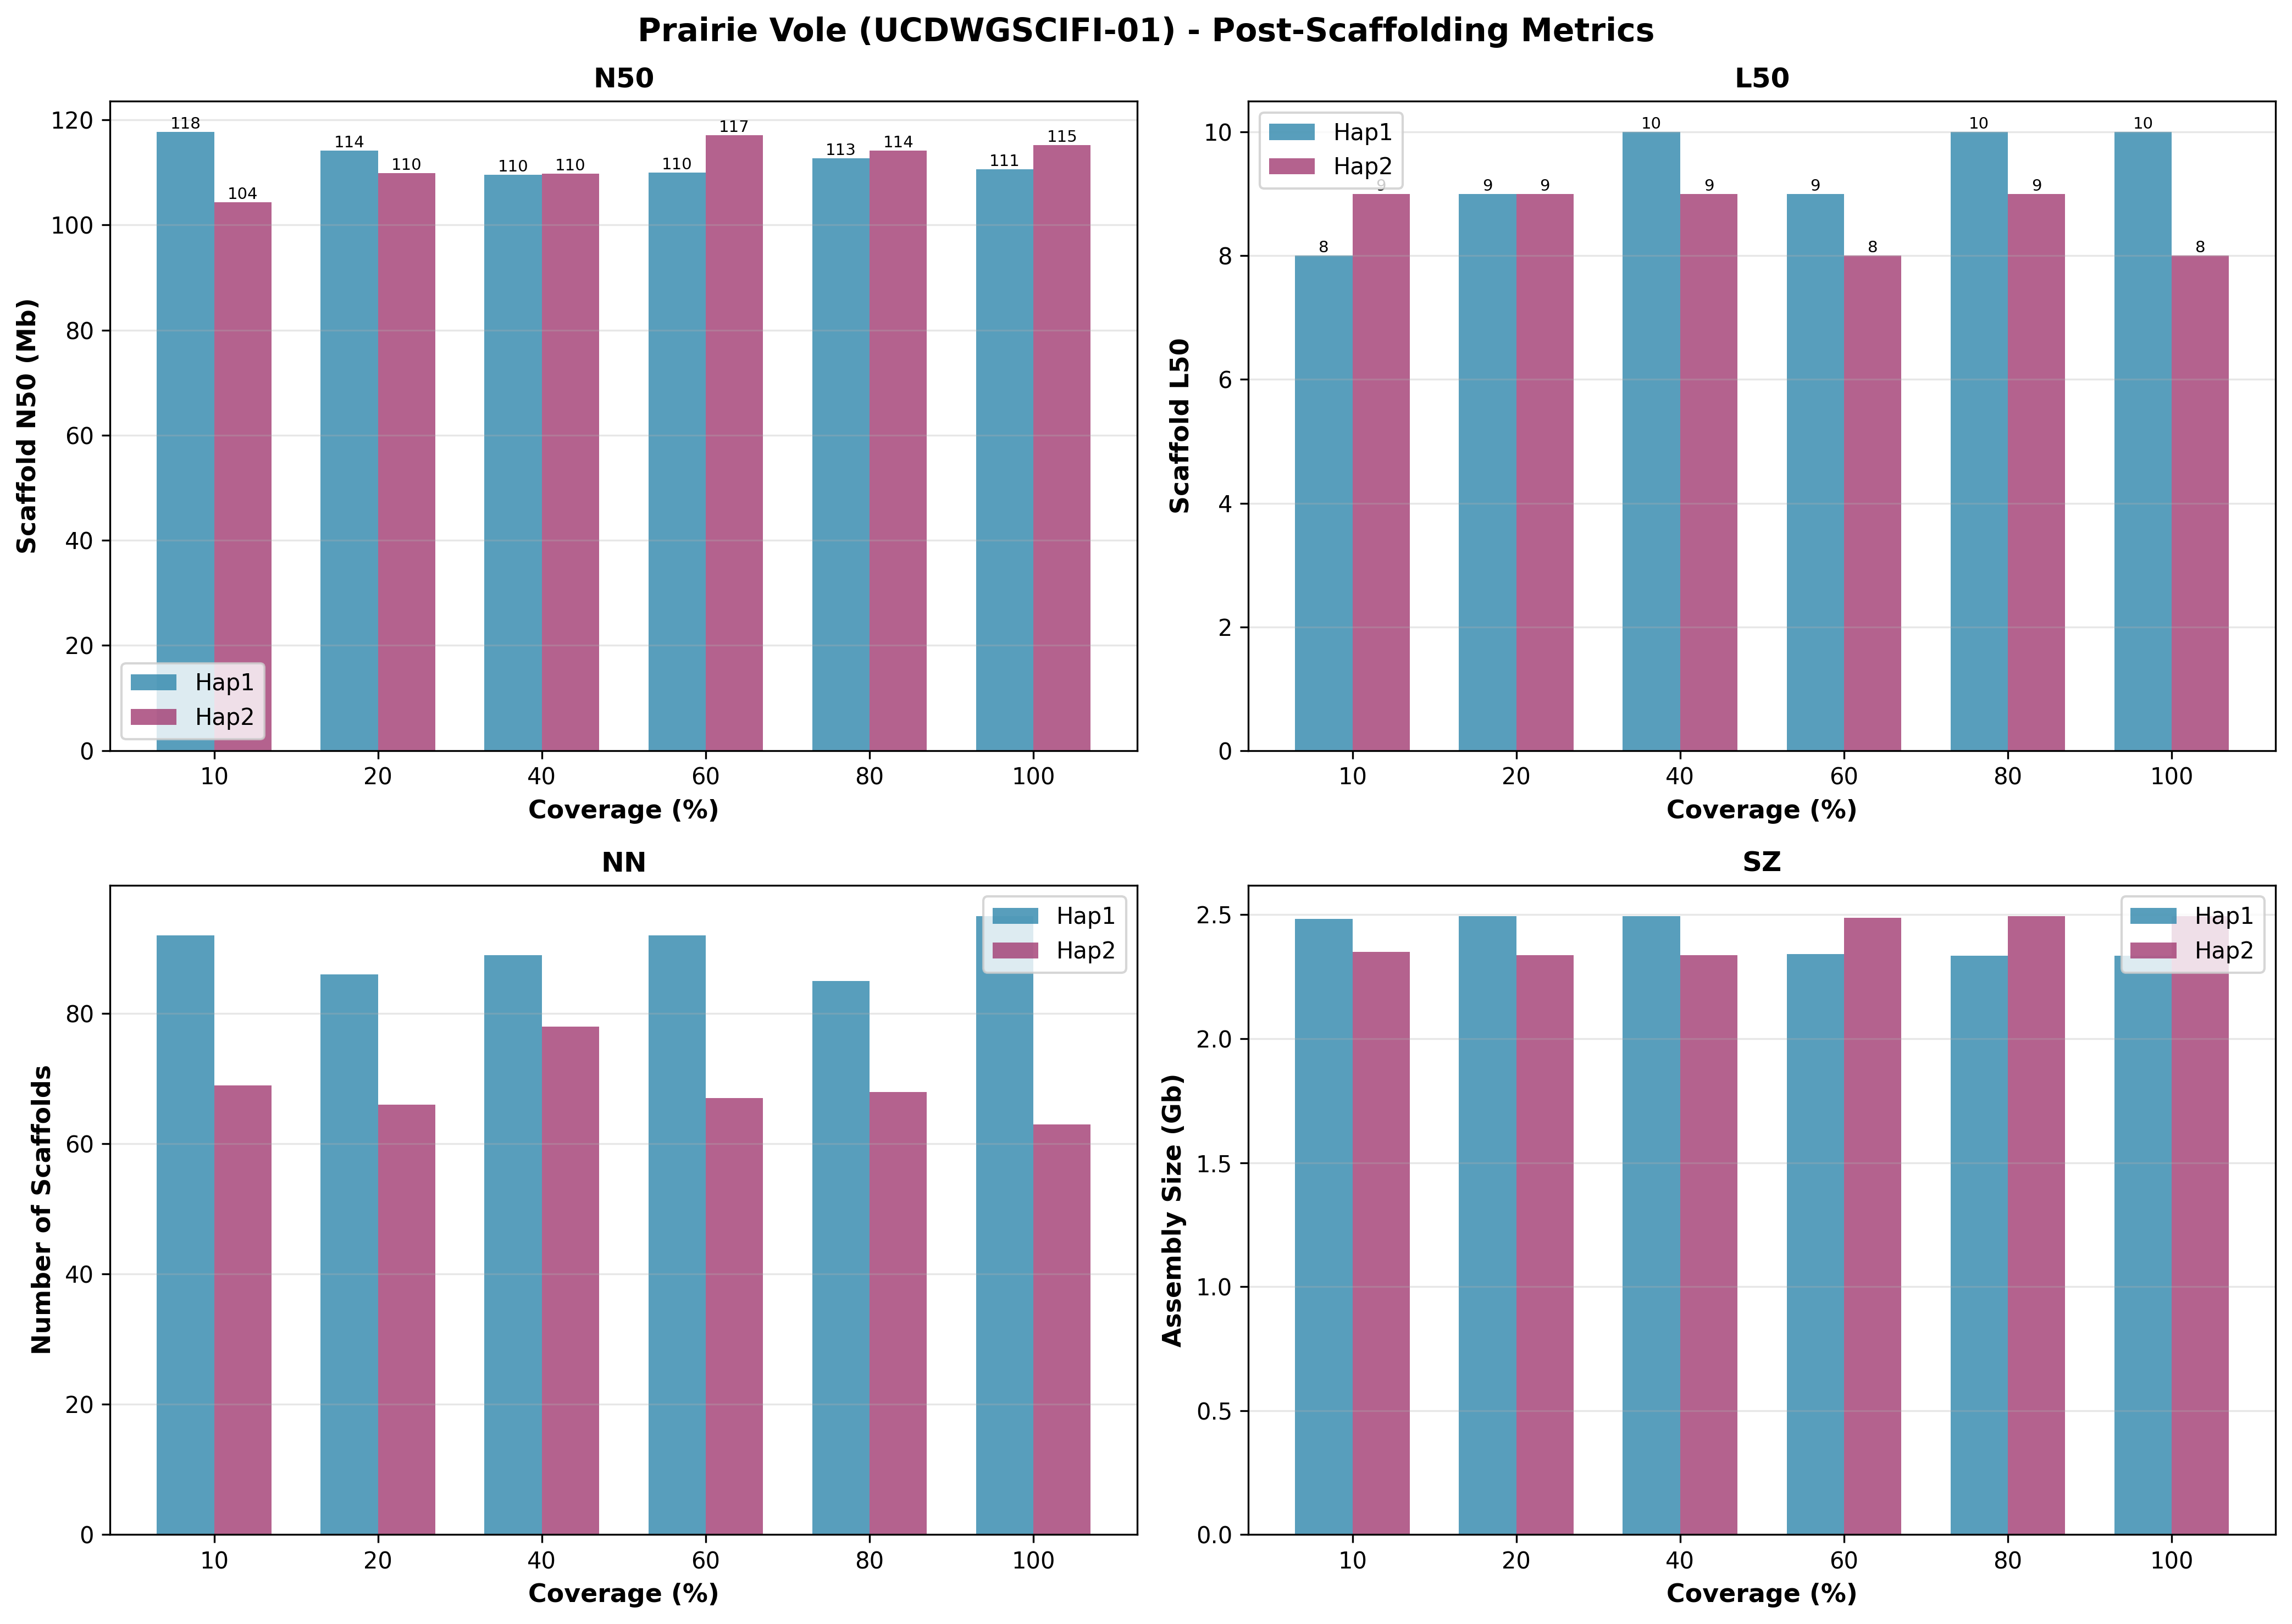 Prairie Vole (UCDWGSCIFI-01) - Post-Scaffolding Metrics
N50
Scaffold N50 (Mb)
120
100
80
60
40
20
0
118
104
114
110
110
110
110
117
113
114
111
115
Hap1
Hap2
10 20 40 60 80 100
Coverage (%)
L50
Scaffold L50
10
8
6
4
2
0
Hap1
Hap2
8
9
9
9
10
9
9
8
10
9
10
8
10 20 40 60 80 100
Coverage (%)
NN
Number of Scaffolds
80
60
40
20
0
Hap1
Hap2
10 20 40 60 80 100
Coverage (%)
SZ
Assembly Size (Gb)
2.5
2.0
1.5
1.0
0.5
0.0
Hap1
Hap2
10 20 40 60 80 100
Coverage (%)